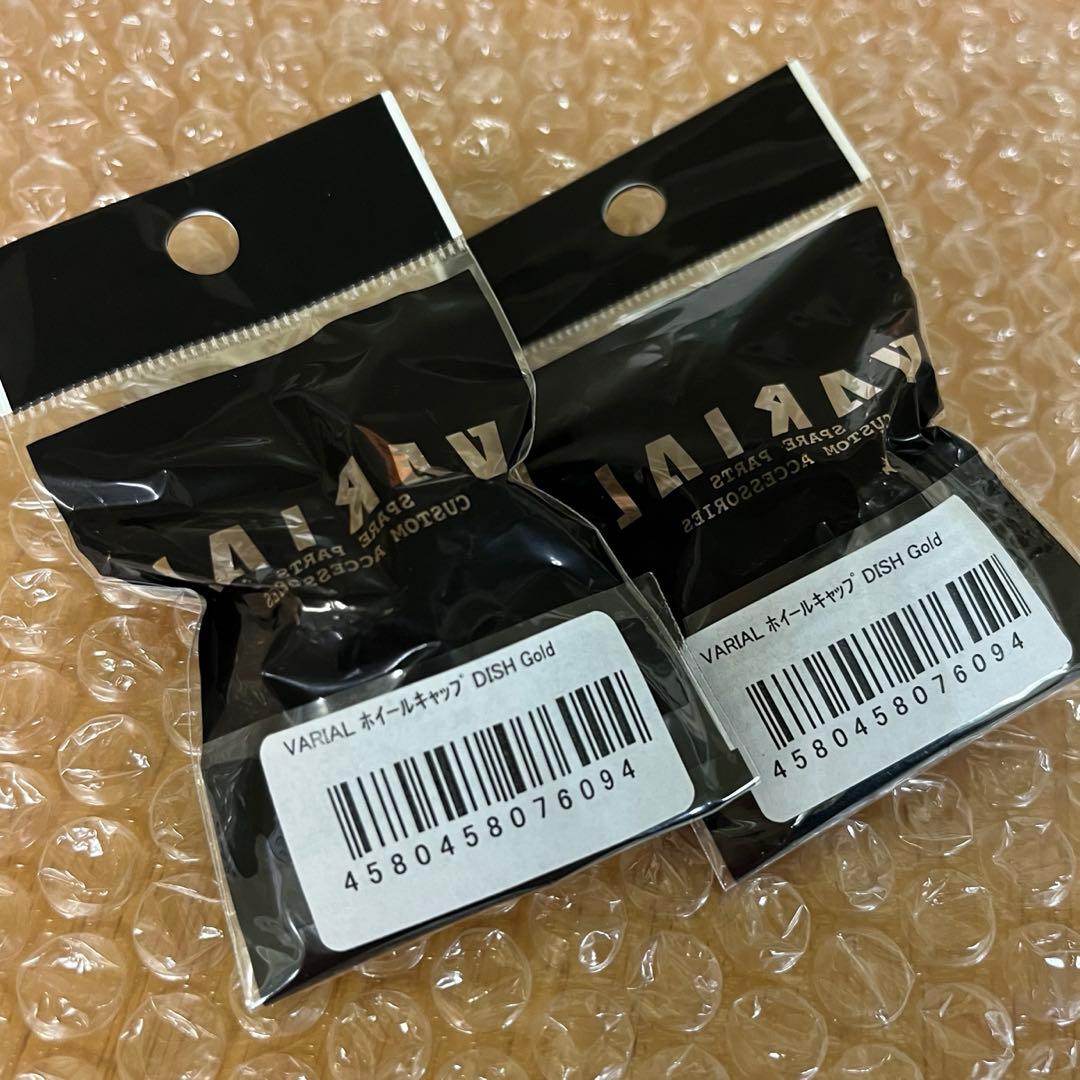 VARIAL
SPARE PARTS
CUSTOM ACCESSORIES
VARIAL ホイールキャップ DISH Gold
4580458076094
VARIAL
SPARE PARTS
CUSTOM ACCESSORIES
VARIAL ホイールキャップ DISH Gold
4580458076094